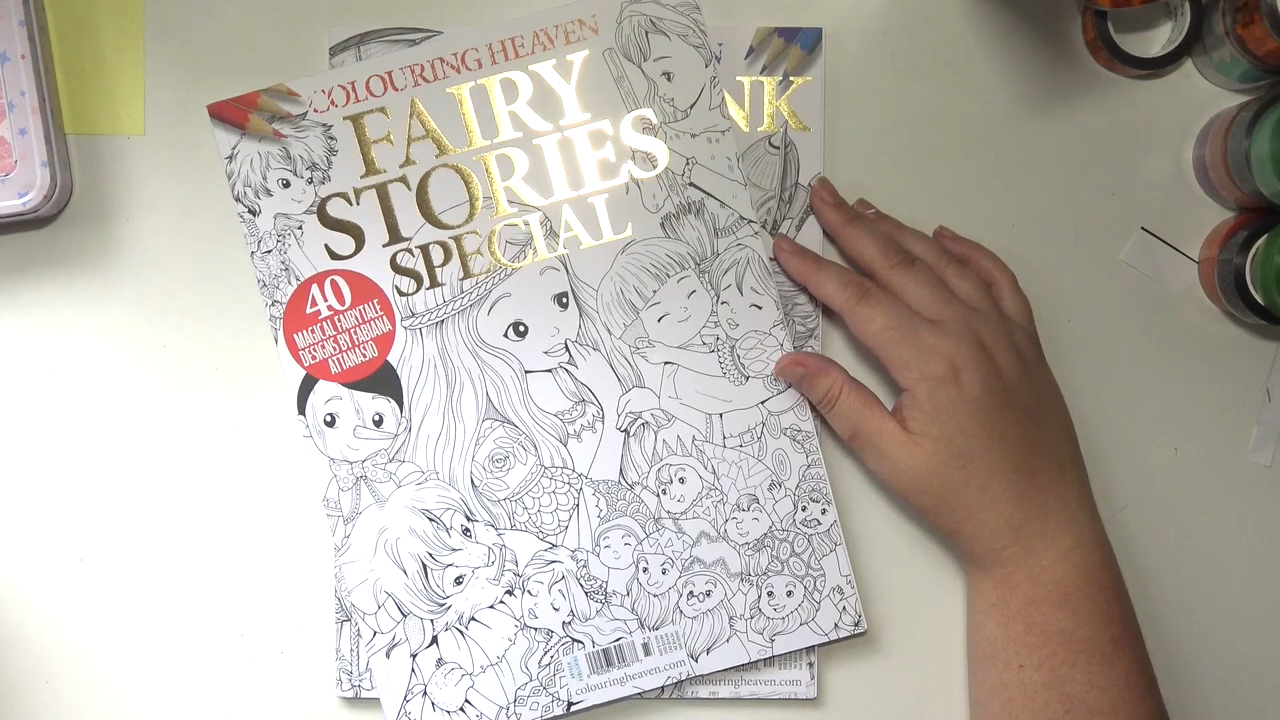 COLOURING HEAVEN
FAIRY
STORIES
SPECIAL
NK
40
MAGICAL FAIRYTALE
DESIGNS BY FABIANA
ATTANASIO
colouringheaven.com
colouringheaven.com